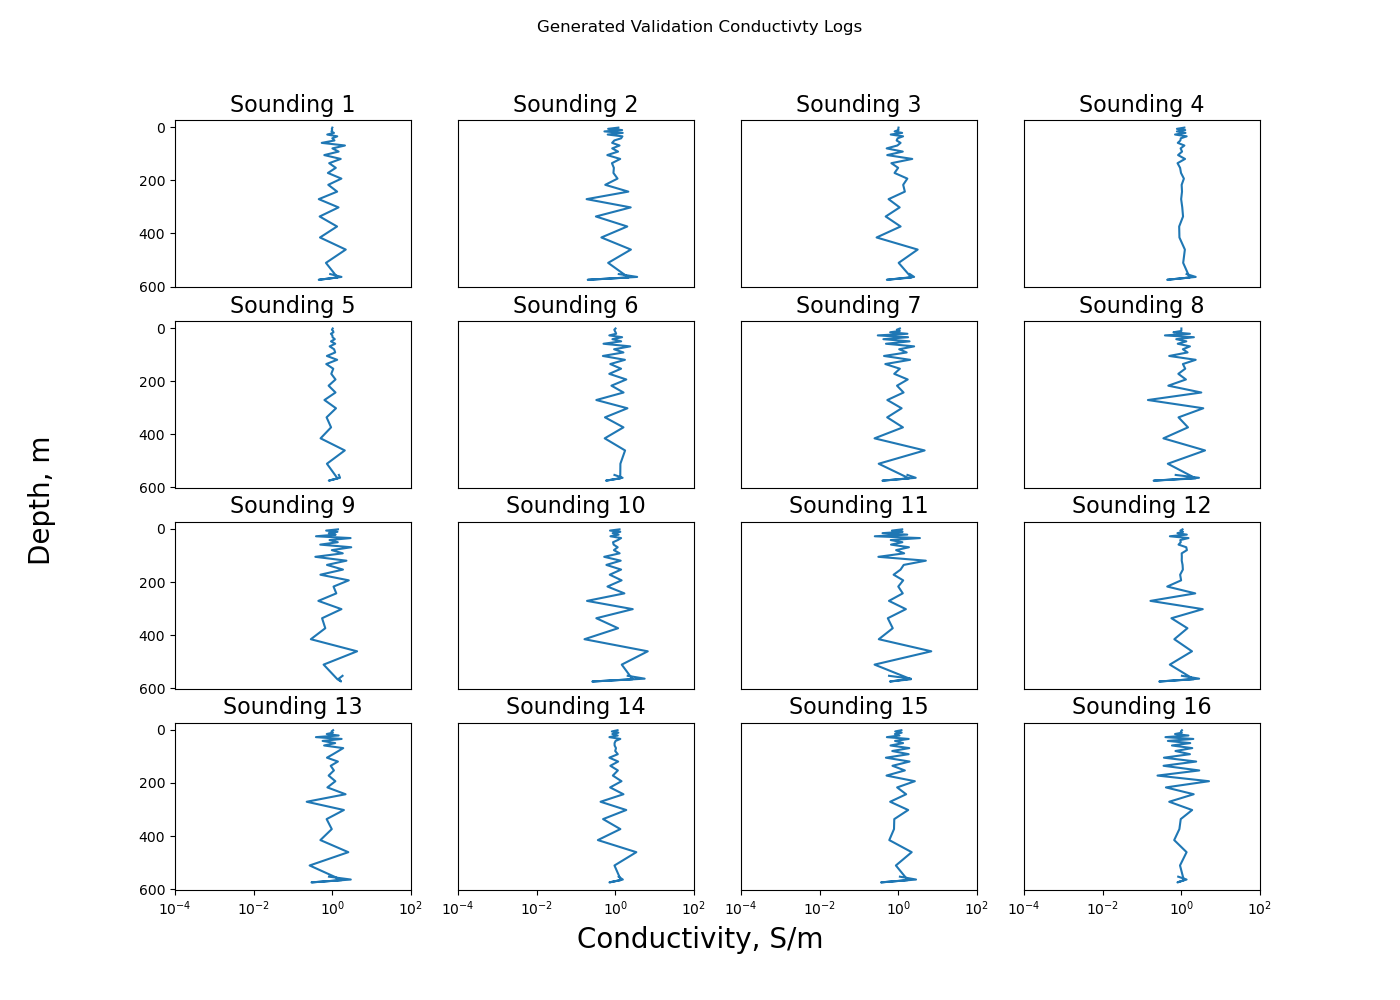 Generated Validation Conductivty Logs
Sounding 1 Sounding 2 Sounding 3 Sounding 4
0
200
400
600
Sounding 5 Sounding 6 Sounding 7 Sounding 8
0
200
400
600
Sounding 9 Sounding 10 Sounding 11 Sounding 12
0
200
400
600
Sounding 13 Sounding 14 Sounding 15 Sounding 16
0
200
400
600
10⁻⁴ 10⁻² 10⁰ 10² 10⁻⁴ 10⁻² 10⁰ 10² 10⁻⁴ 10⁻² 10⁰ 10² 10⁻⁴ 10⁻² 10⁰ 10²
Depth, m
Conductivity, S/m